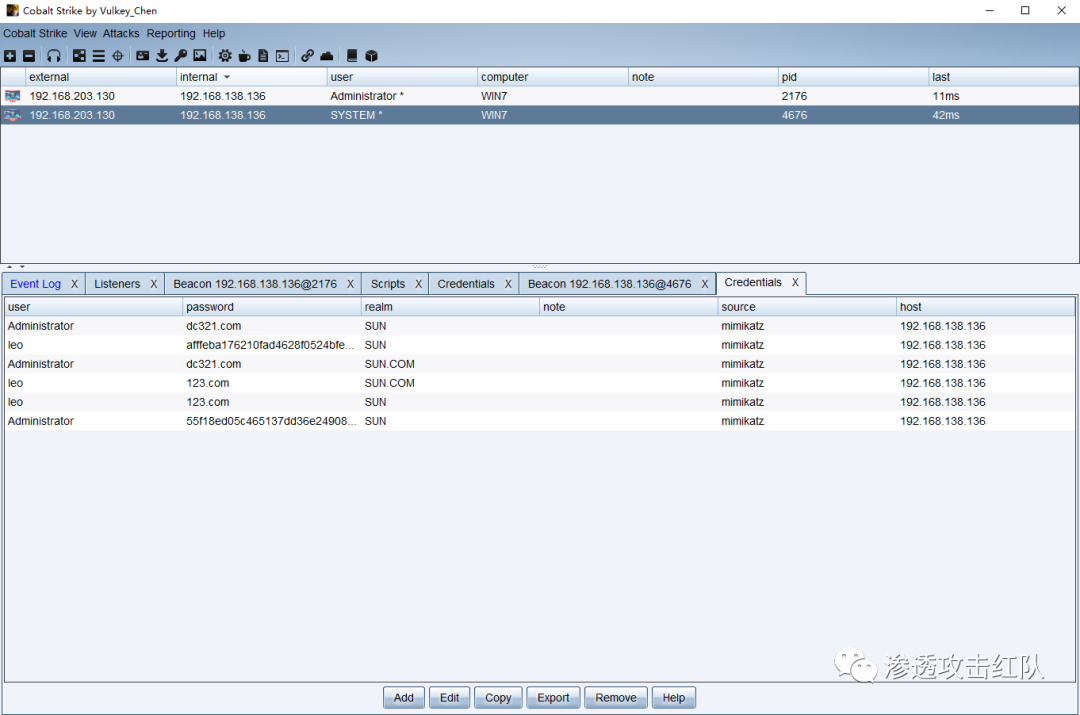 Cobalt Strike by Vulkey_Chen
Cobalt Strike View Attacks Reporting Help
external internal user computer note pid last
192.168.203.130 192.168.138.136 Administrator * WIN7 2176 11ms
192.168.203.130 192.168.138.136 SYSTEM * WIN7 4676 42ms
Event Log X Listeners X Beacon 192.168.138.136@2176 X Scripts X Credentials X Beacon 192.168.138.136@4676 X Credentials X
user password realm note source host
Administrator dc321.com SUN mimikatz 192.168.138.136
leo afffeba176210fad4628f0524bfe... SUN mimikatz 192.168.138.136
Administrator dc321.com SUN.COM mimikatz 192.168.138.136
leo 123.com SUN.COM mimikatz 192.168.138.136
leo 123.com SUN mimikatz 192.168.138.136
Administrator 55f18ed05c465137dd36e24908... SUN mimikatz 192.168.138.136
渗透攻击红队
Add Edit Copy Export Remove Help